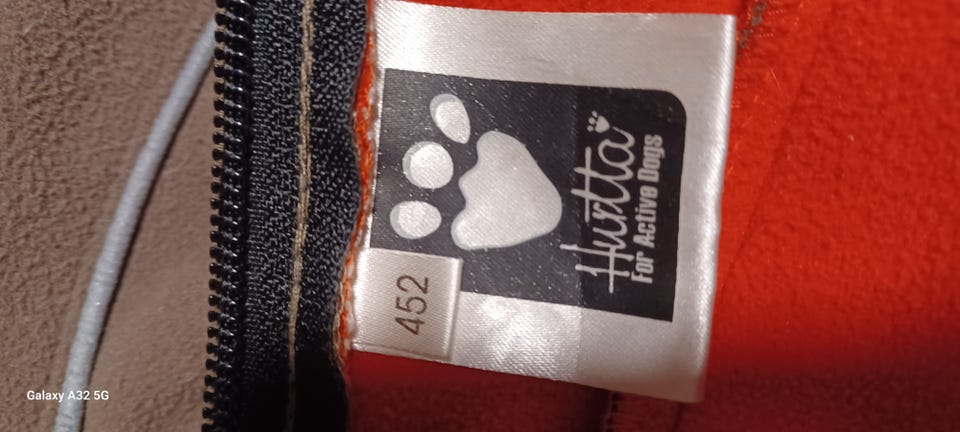 Hurtta
For Active Dogs
452
Galaxy A32 5G